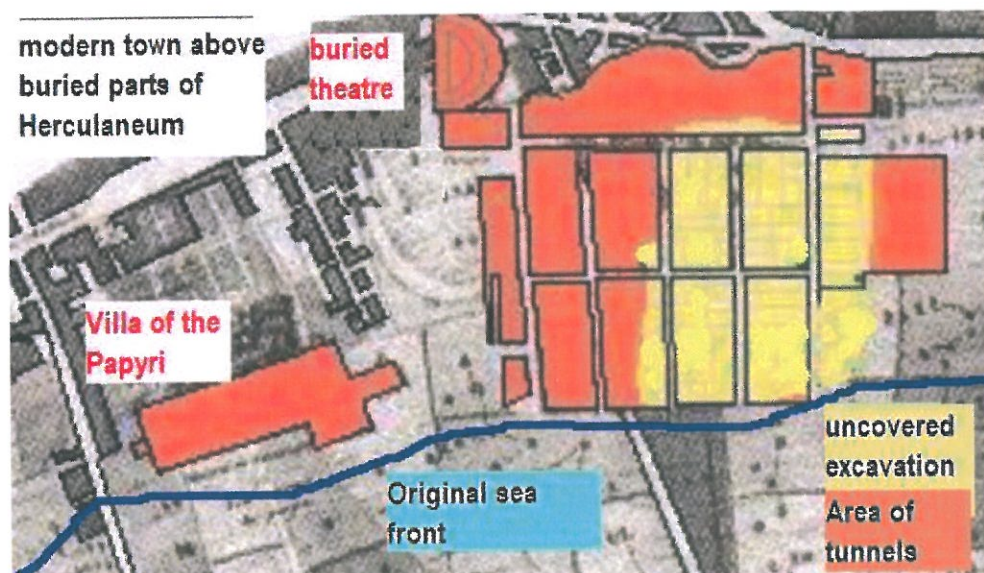 modern town above
buried parts of
Herculaneum
buried
theatre
Villa of the
Papyri
Original sea
front
uncovered
excavation
Area of
tunnels